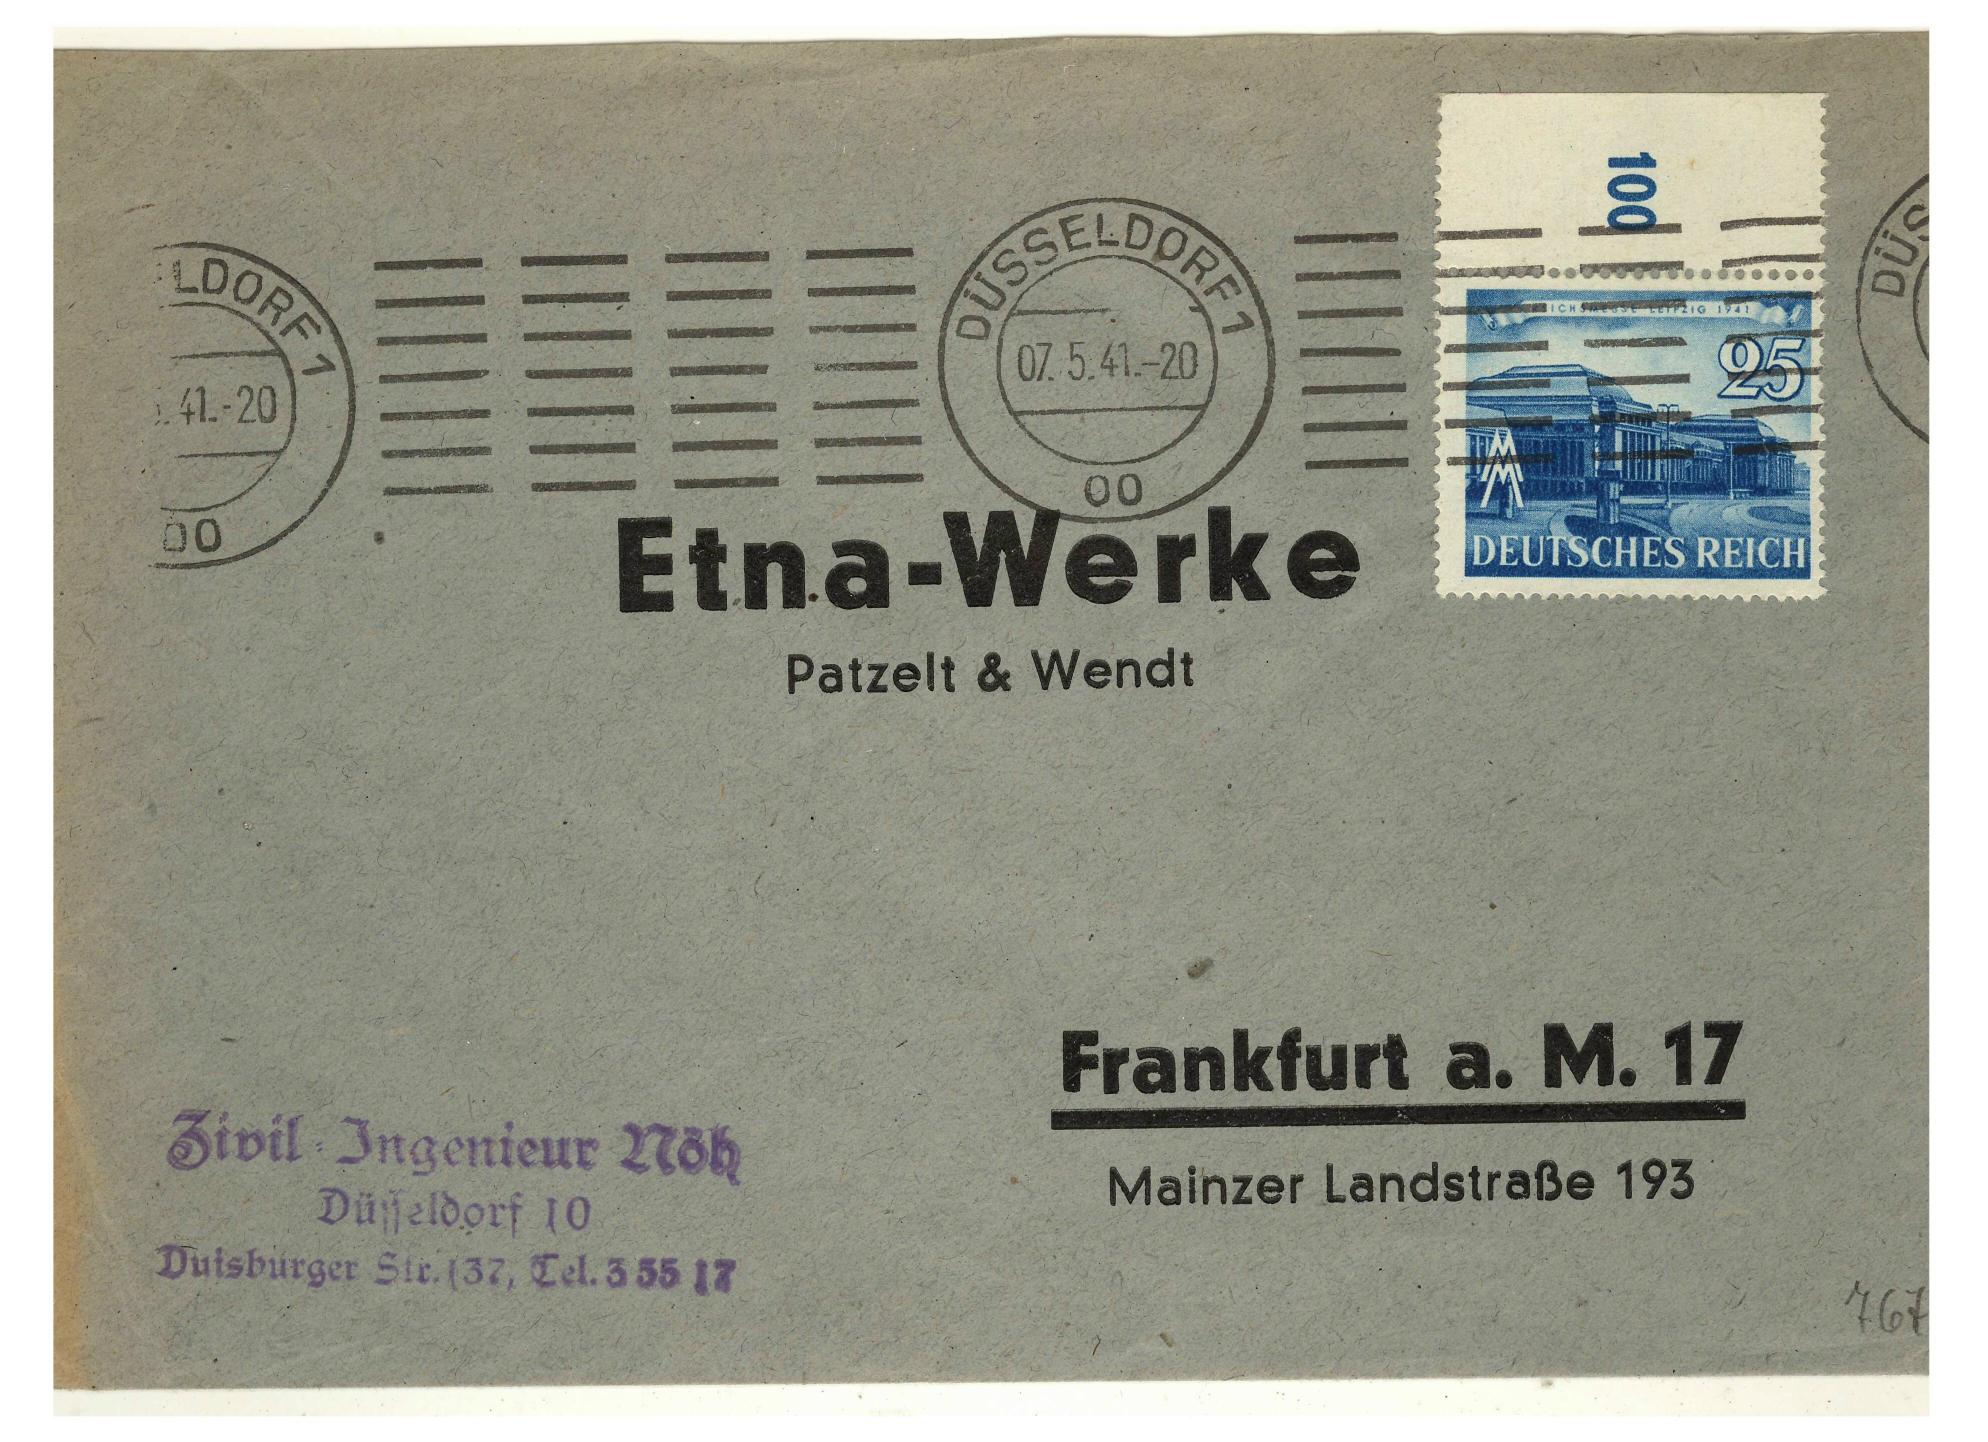 100
REICHSMESSE LEIPZIG 1941
25
DEUTSCHES REICH
LDORF 1
41.-20
00
DÜSSELDORF 1
07.5.41.-20
00
DÜS
Etna-Werke
Patzelt & Wendt
Frankfurt a. M. 17
Mainzer Landstraße 193
Zivil-Ingenieur Nöh
Düsseldorf 10
Duisburger Str. 137, Tel. 3 55 17
767